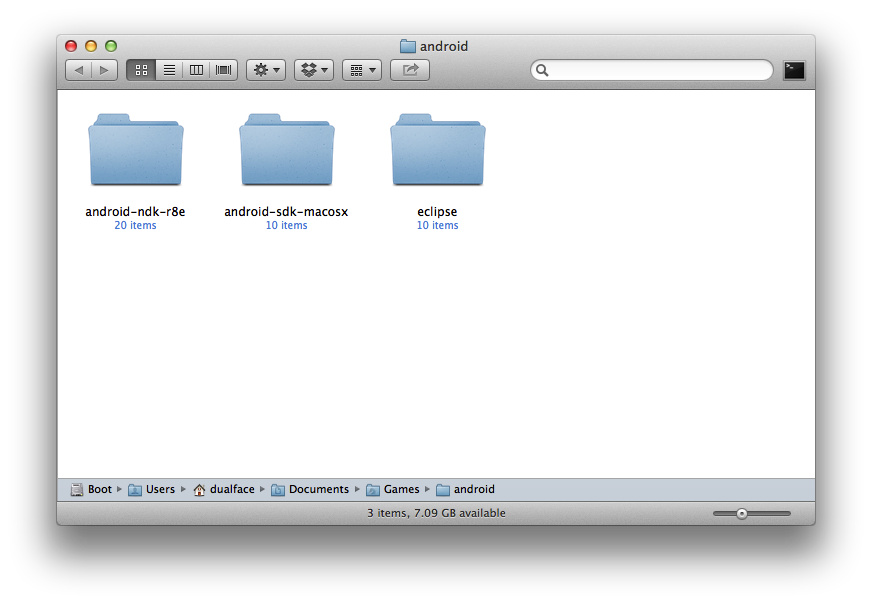 android
android-ndk-r8e
20 items
android-sdk-macosx
10 items
eclipse
10 items
Boot Users dualface Documents Games android
3 items, 7.09 GB available